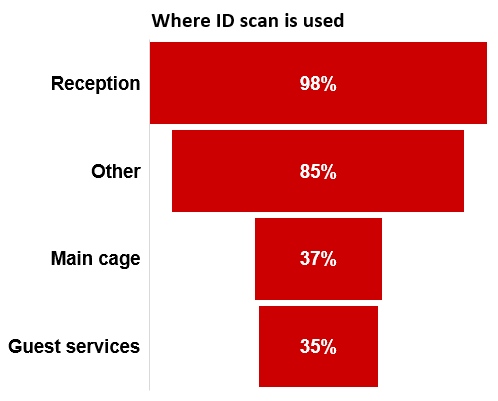 Where ID scan is used
Reception 98%
Other 85%
Main cage 37%
Guest services 35%